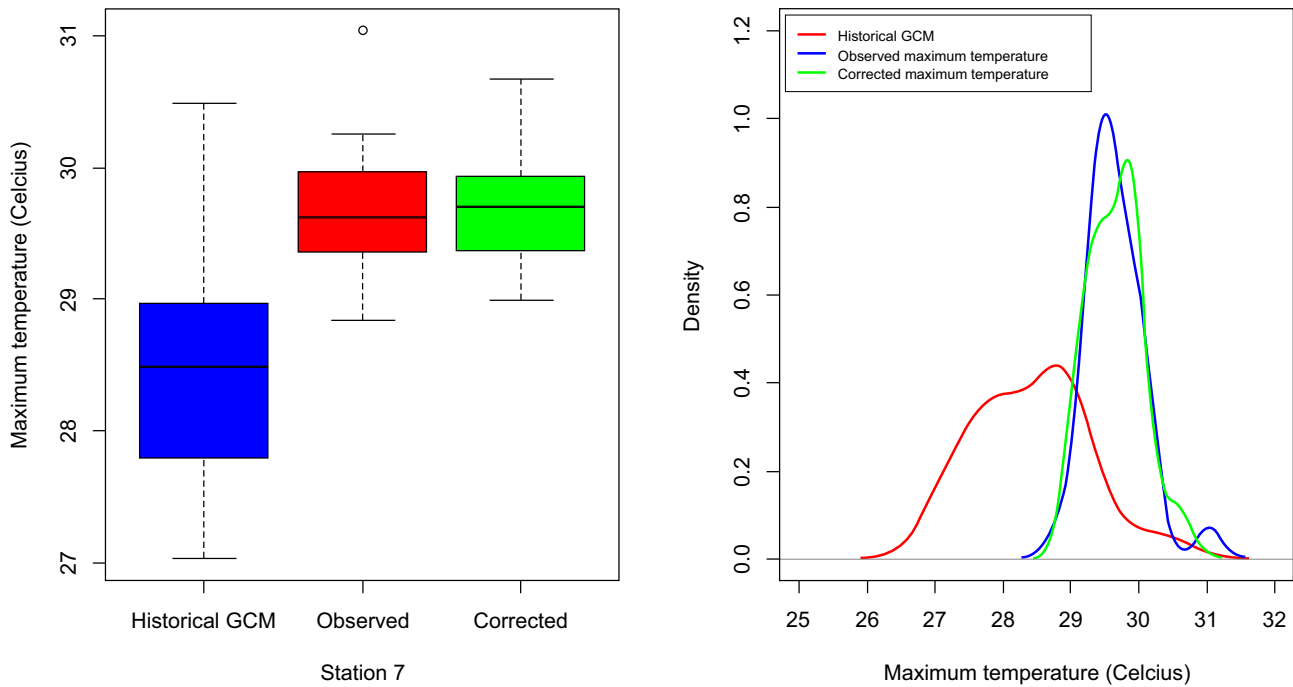 Maximum temperature (Celcius)
31
30
29
28
27
Historical GCM Observed Corrected
Station 7
Density
1.2
1.0
0.8
0.6
0.4
0.2
0.0
Historical GCM
Observed maximum temperature
Corrected maximum temperature
25 26 27 28 29 30 31 32
Maximum temperature (Celcius)